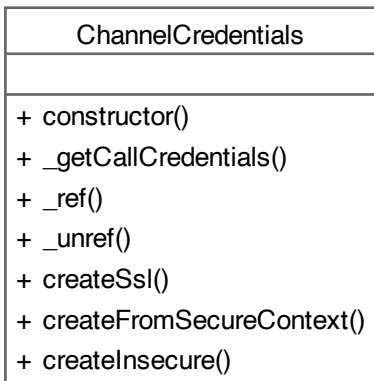 ChannelCredentials
+ constructor()
+ _getCallCredentials()
+ _ref()
+ _unref()
+ createSsl()
+ createFromSecureContext()
+ createInsecure()